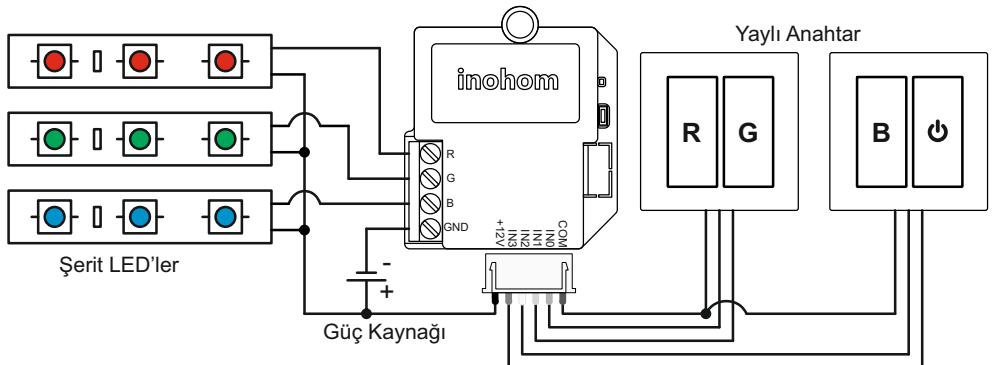 Yaylı Anahtar
inohom
R G
B
R
G
B
GND
+12V
IN3
IN2
IN1
IN0
COM
Şerit LED'ler
-
+
Güç Kaynağı